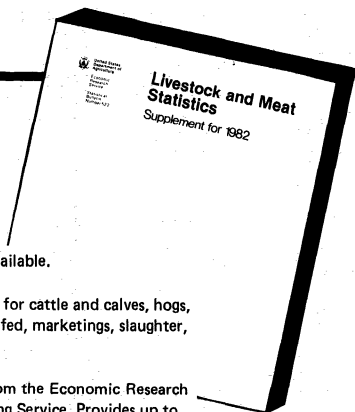 United States
Department of
Agriculture
Economic
Research
Service
Statistical
Bulletin
Number 522
Livestock and Meat
Statistics
Supplement for 1982
ailable.
for cattle and calves, hogs,
fed, marketings, slaughter,
om the Economic Research
ng Service. Provides up to